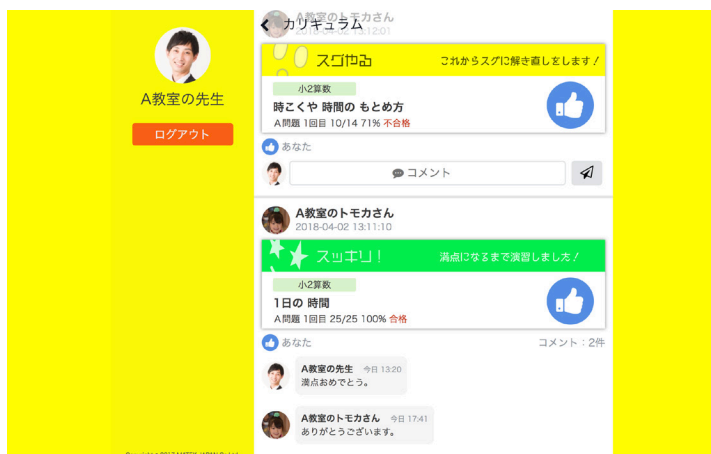 A教室の先生
ログアウト
カリキュラム
A教室のトモカさん
2018-04-02 13:12:01
スグやる
これからスグに解き直しをします!
小2算数
時こくや 時間の もとめ方
A問題 1回目 10/14 71% 不合格
あなた
コメント
A教室のトモカさん
2018-04-02 13:11:10
スッキリ!
満点になるまで演習しました!
小2算数
1日の 時間
A問題 1回目 25/25 100% 合格
あなた
コメント：2件
A教室の先生 今日 13:20
満点おめでとう。
A教室のトモカさん 今日 17:41
ありがとうございます。